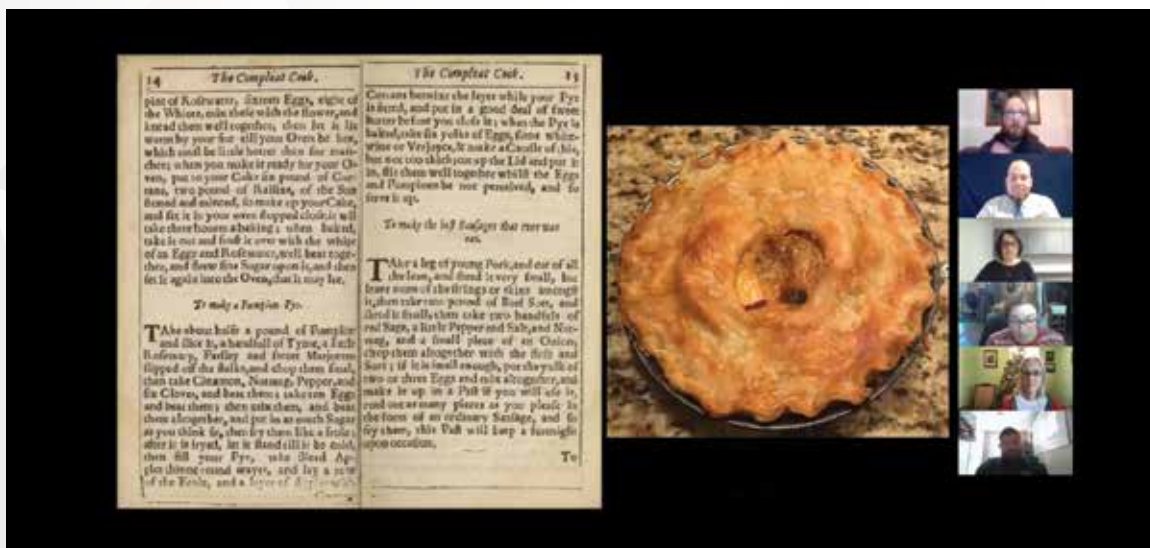 14 The Compleat Cook.
pint of Rosewater, sixteen Eggs, eight of
the Whites, mix these with the flower, and
knead them well together, then let it lie
warm by your fire till your Oven be hot,
which must be little hotter then for man-
chet; when you make it ready for your O-
ven, put to your Cake six pound of Cur-
rans, two pound of Raisins, of the Sun
stoned and minced, so make up your Cake,
and set it in your oven stopped close; it wil
take three houres a baking; when baked,
take it out and frost it over with the white
of an Egge and Rosewater, well beat toge-
ther, and strew fine Sugar upon it, and then
set it again into the Oven, that it may Ice.
To make a Pumpion Pye.
TAke about halfe a pound of Pumpion
and slice it, a handfull of Tyme, a little
Rosemary, Parsley and sweet Marjoram
slipped off the stalks, and chop them smal,
then take Cinamon, Nutmeg, Pepper, and
six Cloves, and beat them; take ten Eggs
and beat them; then mix them, and beat
them altogether, and put in as much Sugar
as you think fit, then fry them like a froiz;
after it is fryed, let it stand till it be cold,
then fill your Pye, take sliced Ap-
ples thinne round wayes, and lay a row
of the Froiz, and a layer of Apples with
The Compleat Cook. 15
Currans betwixt the layer while your Pye
is fitted, and put in a good deal of sweet
butter before you close it; when the Pye is
baked, take six yolks of Eggs, some white-
wine or Verjuyce, & make a Caudle of this,
but not too thick; cut up the Lid and put it
in, stir them well together whilst the Eggs
and Pumpions be not perceived, and so
serve it up.
To make the best Sausages that ever was
eat.
TAke a leg of young Pork, and cut of all
the lean, and shred it very small, but
leave none of the strings or skins amongst
it, then take two pound of Beef Suet, and
shred it small, then take two handfuls of
red Sage, a little Pepper and Salt, and Nut-
meg, and a small piece of an Onion,
chop them altogether with the flesh and
Suet; if it is small enough, put the yolk of
two or three Eggs and mix altogether, and
make it up in a Past if you will use it,
roul out as many pieces as you please in
the form of an ordinary Sausage, and so
fry them, this Past will keep a fortnight
upon occasion.
To